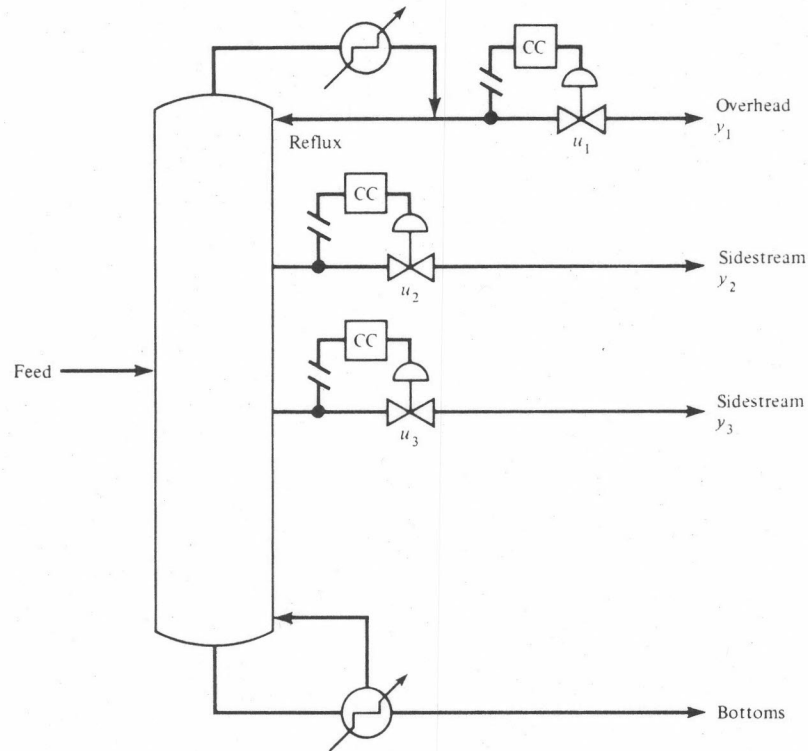 CC
Overhead
y1
u1
Reflux
CC
Sidestream
y2
u2
CC
Feed
Sidestream
y3
u3
Bottoms